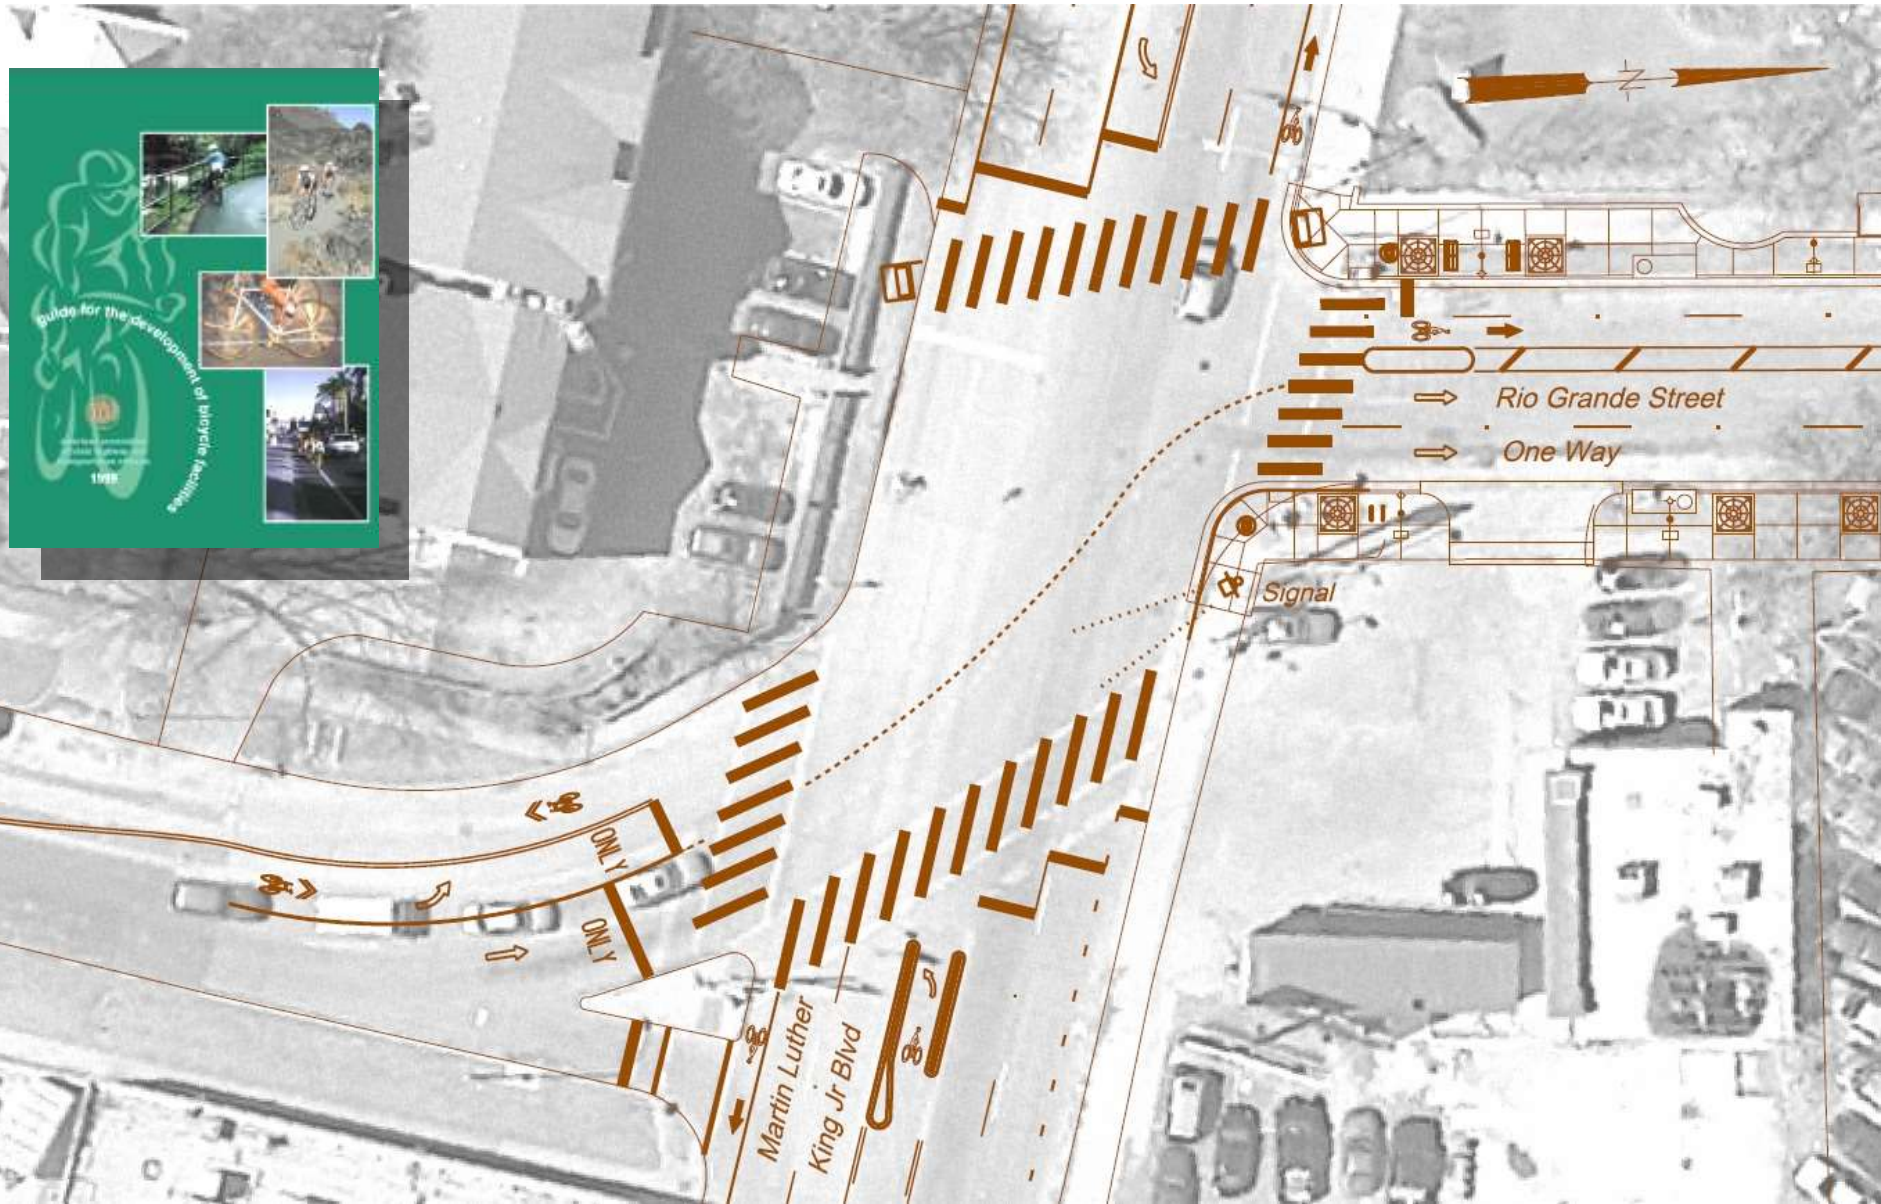 guide for the development of bicycle facilities
1999
N
Rio Grande Street
One Way
Signal
ONLY
ONLY
Martin Luther
King Jr Blvd